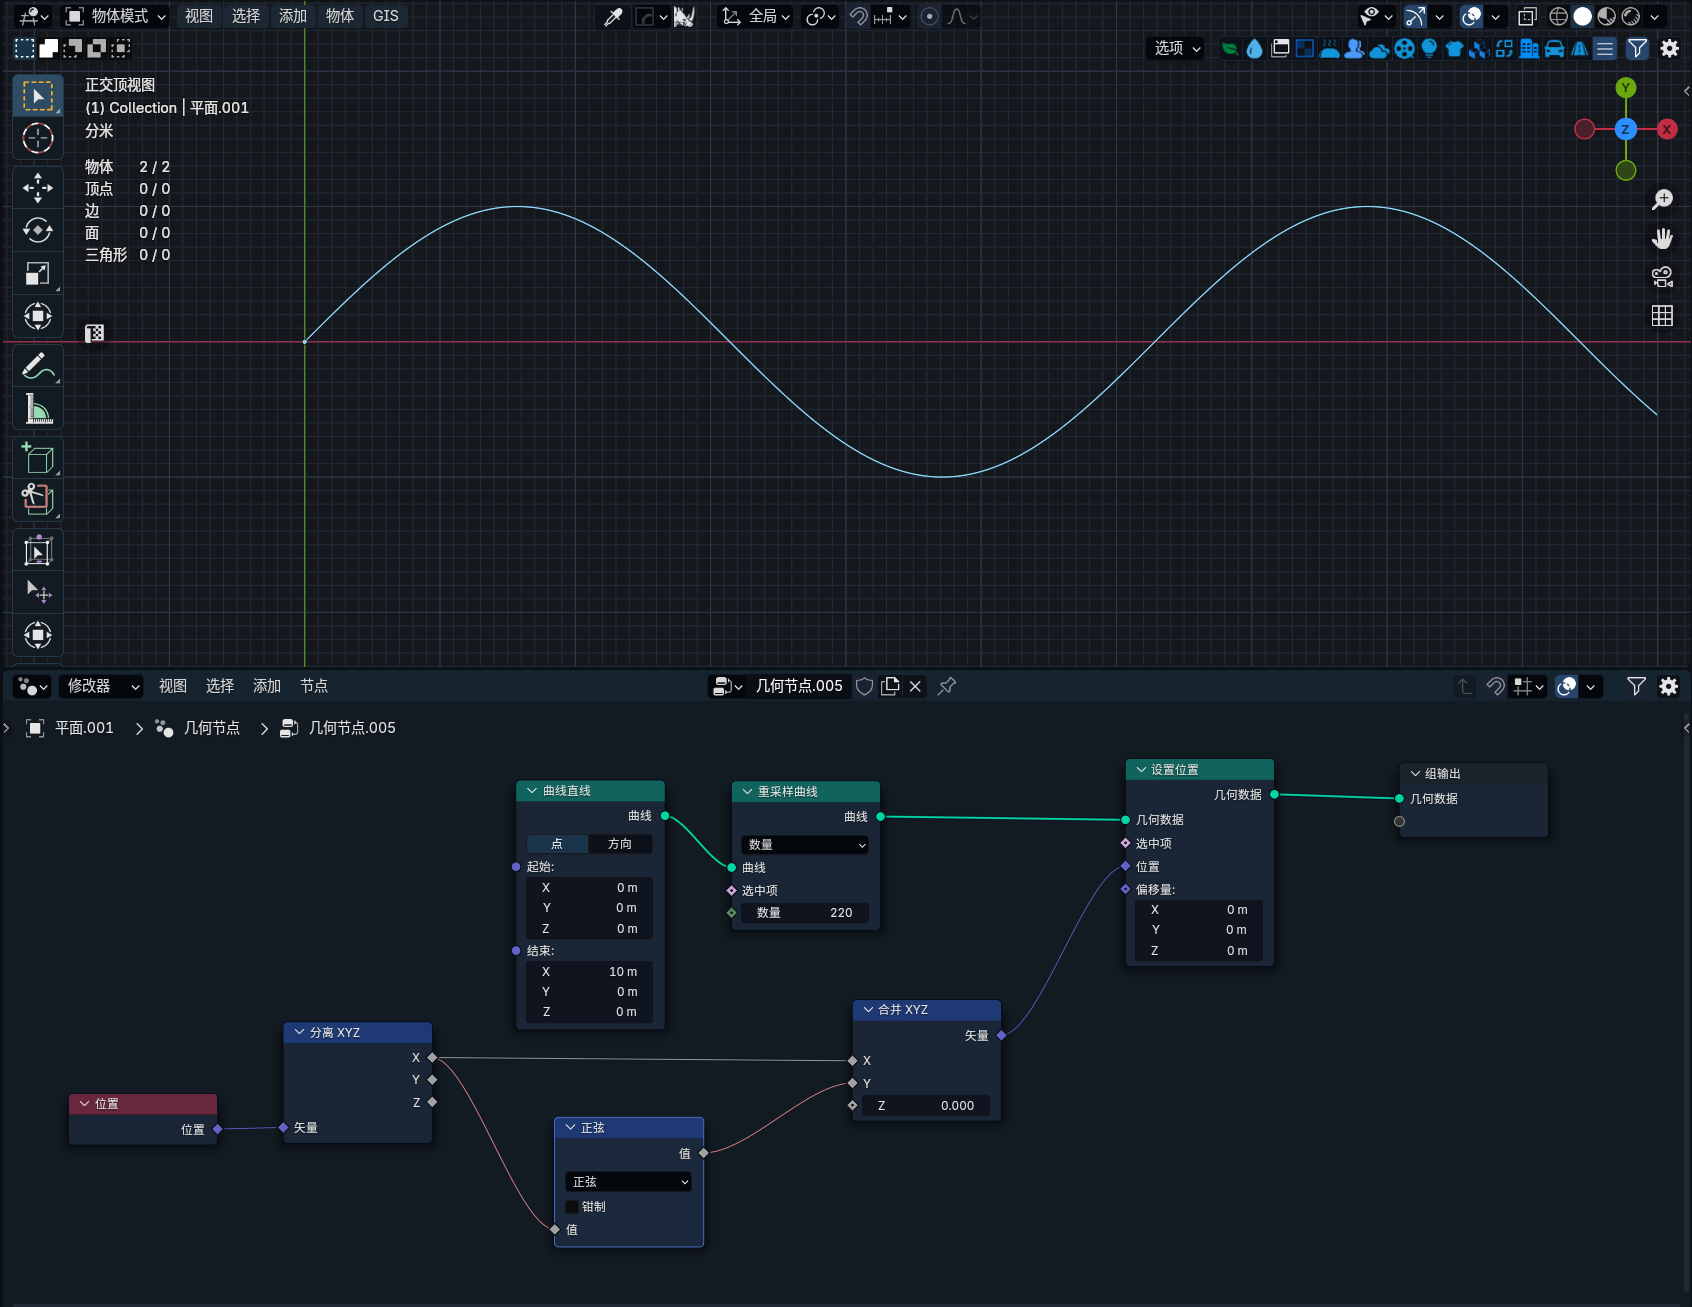 物体模式 视图 选择 添加 物体 GIS 全局
选项
正交顶视图
(1) Collection | 平面.001
分米
物体 2 / 2
顶点 0 / 0
边 0 / 0
面 0 / 0
三角形 0 / 0
Y
Z X
修改器 视图 选择 添加 节点 几何节点.005
平面.001 几何节点 几何节点.005
曲线直线
曲线
点 方向
起始:
X 0 m
Y 0 m
Z 0 m
结束:
X 10 m
Y 0 m
Z 0 m
重采样曲线
曲线
数量
曲线
选中项
数量 220
设置位置
几何数据
几何数据
选中项
位置
偏移量:
X 0 m
Y 0 m
Z 0 m
组输出
几何数据
位置
位置
分离 XYZ
X
Y
Z
矢量
正弦
值
正弦
钳制
值
合并 XYZ
矢量
X
Y
Z 0.000